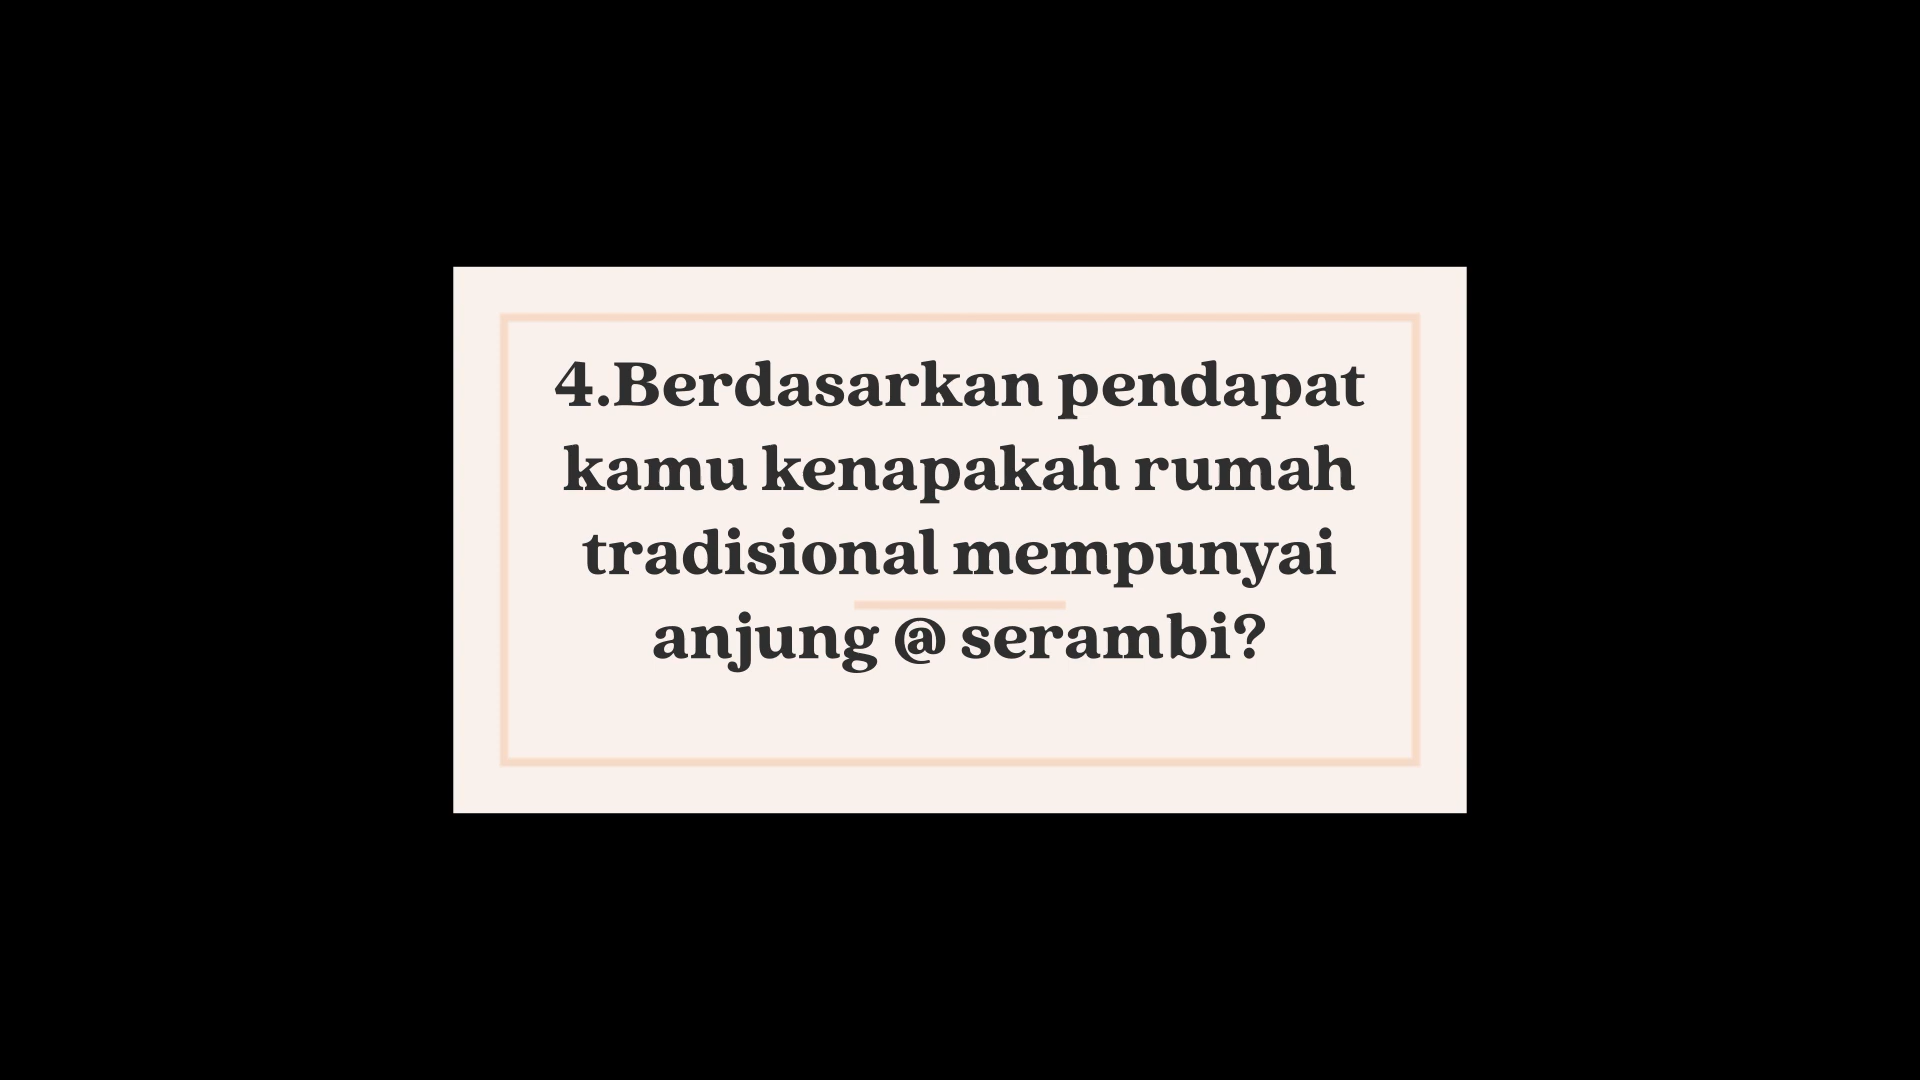 4.Berdasarkan pendapat
kamu kenapakah rumah
tradisional mempunyai
anjung @ serambi?